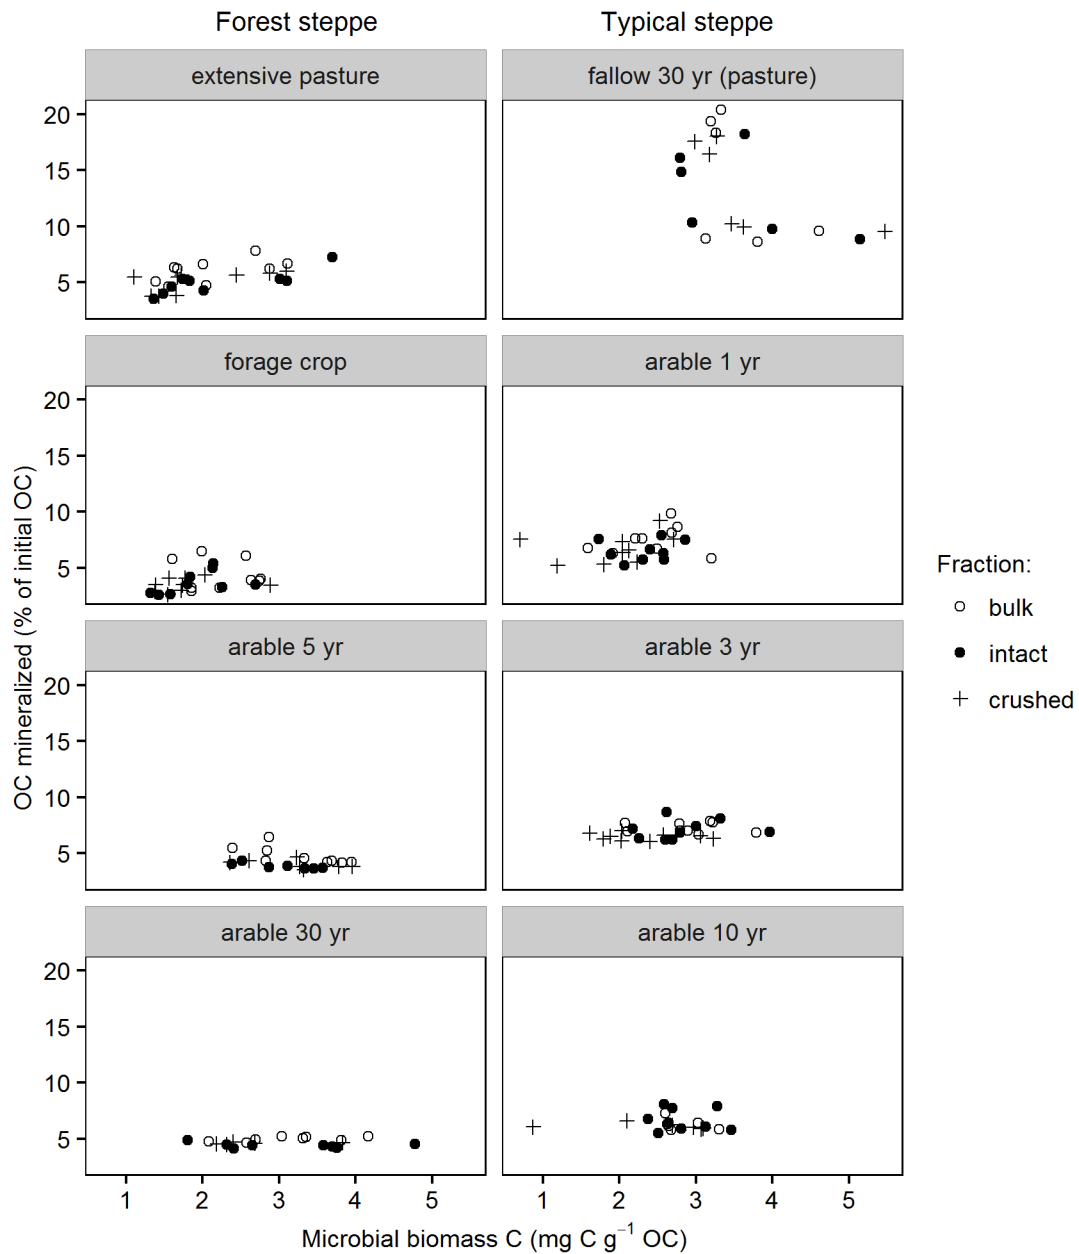 Forest steppe
Typical steppe
extensive pasture
fallow 30 yr (pasture)
20
15
10
5
forage crop
arable 1 yr
20
15
10
5
arable 5 yr
arable 3 yr
20
15
10
5
arable 30 yr
arable 10 yr
20
15
10
5
1 2 3 4 5
1 2 3 4 5
Microbial biomass C (mg C g⁻¹ OC)
OC mineralized (% of initial OC)
Fraction:
bulk
intact
crushed